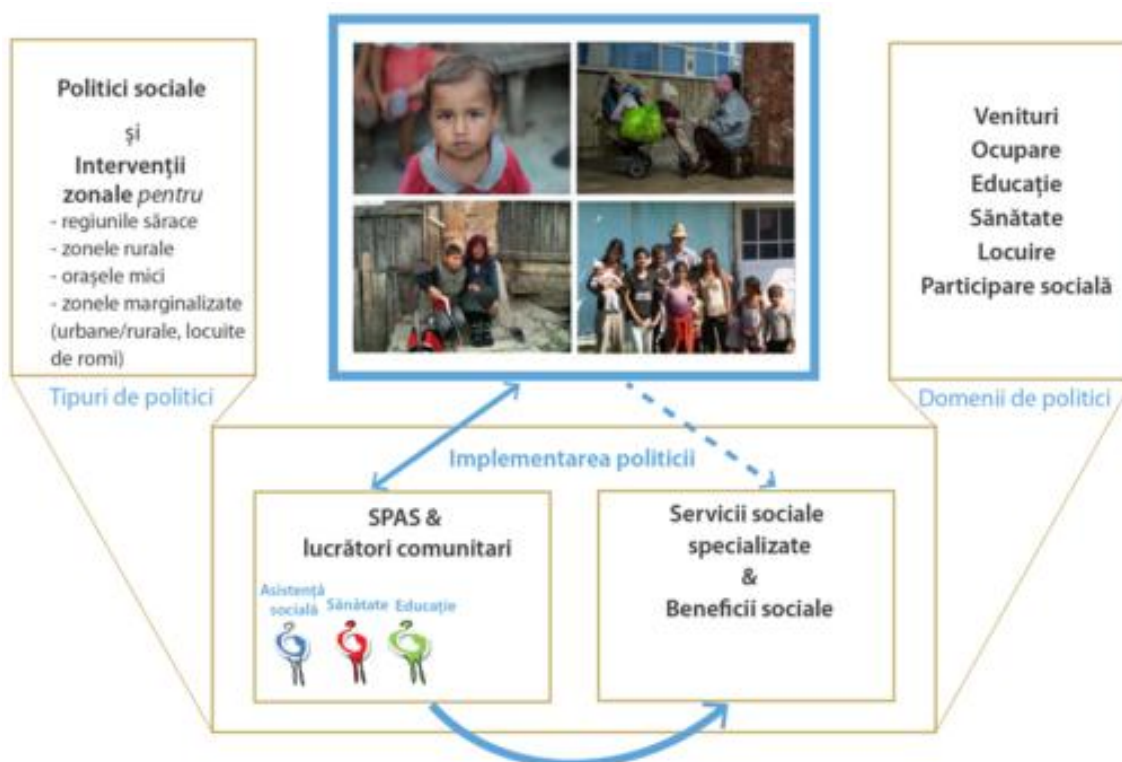 Politici sociale
și
Intervenții
zonale pentru
- regiunile sărace
- zonele rurale
- orașele mici
- zonele marginalizate
(urbane/rurale, locuite
de romi)
Tipuri de politici
Venituri
Ocupare
Educație
Sănătate
Locuire
Participare socială
Domenii de politici
Implementarea politicii
SPAS &
lucrători comunitari
Asistență
socială
Sănătate
Educație
Servicii sociale
specializate
&
Beneficii sociale